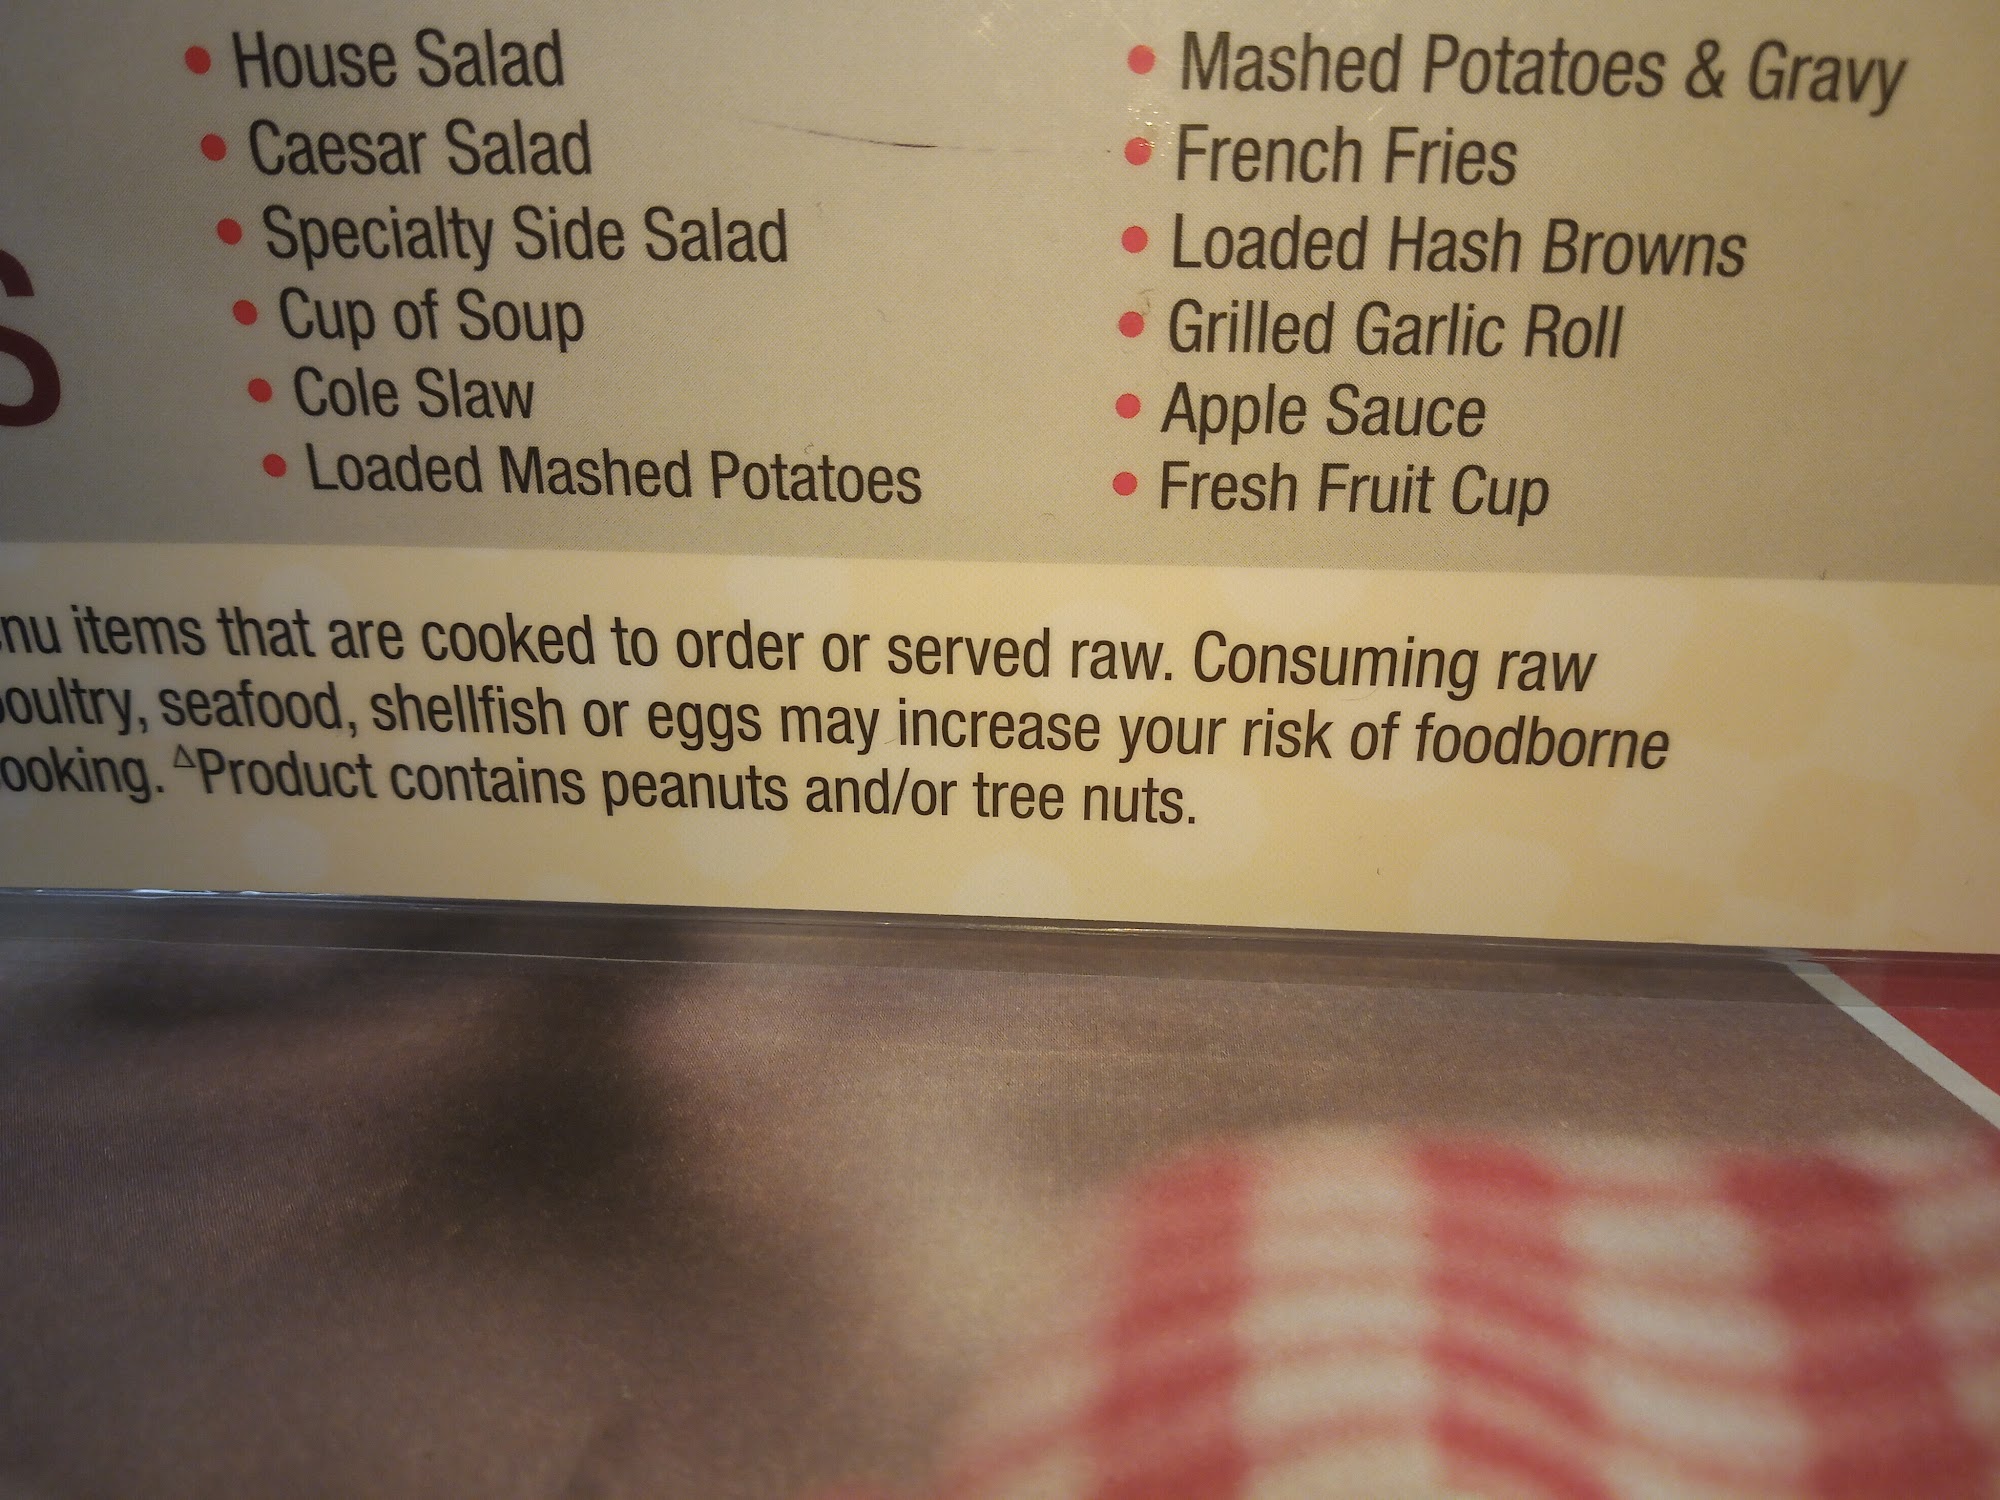 • House Salad
• Caesar Salad
• Specialty Side Salad
• Cup of Soup
• Cole Slaw
• Loaded Mashed Potatoes
• Mashed Potatoes & Gravy
• French Fries
• Loaded Hash Browns
• Grilled Garlic Roll
• Apple Sauce
• Fresh Fruit Cup
items that are cooked to order or served raw. Consuming raw
seafood, shellfish or eggs may increase your risk of foodborne
ΔProduct contains peanuts and/or tree nuts.